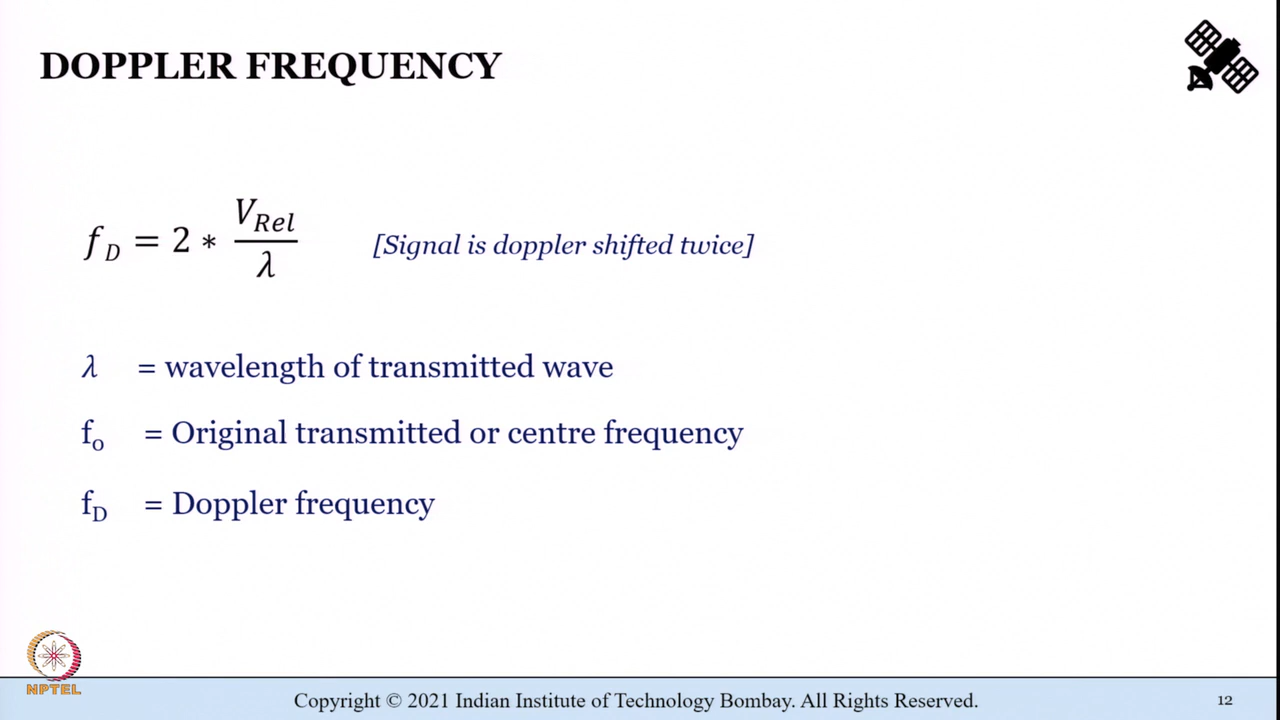 DOPPLER FREQUENCY
f_D = 2 * V_Rel / λ [Signal is doppler shifted twice]
λ = wavelength of transmitted wave
f_o = Original transmitted or centre frequency
f_D = Doppler frequency
NPTEL
Copyright © 2021 Indian Institute of Technology Bombay. All Rights Reserved. 12